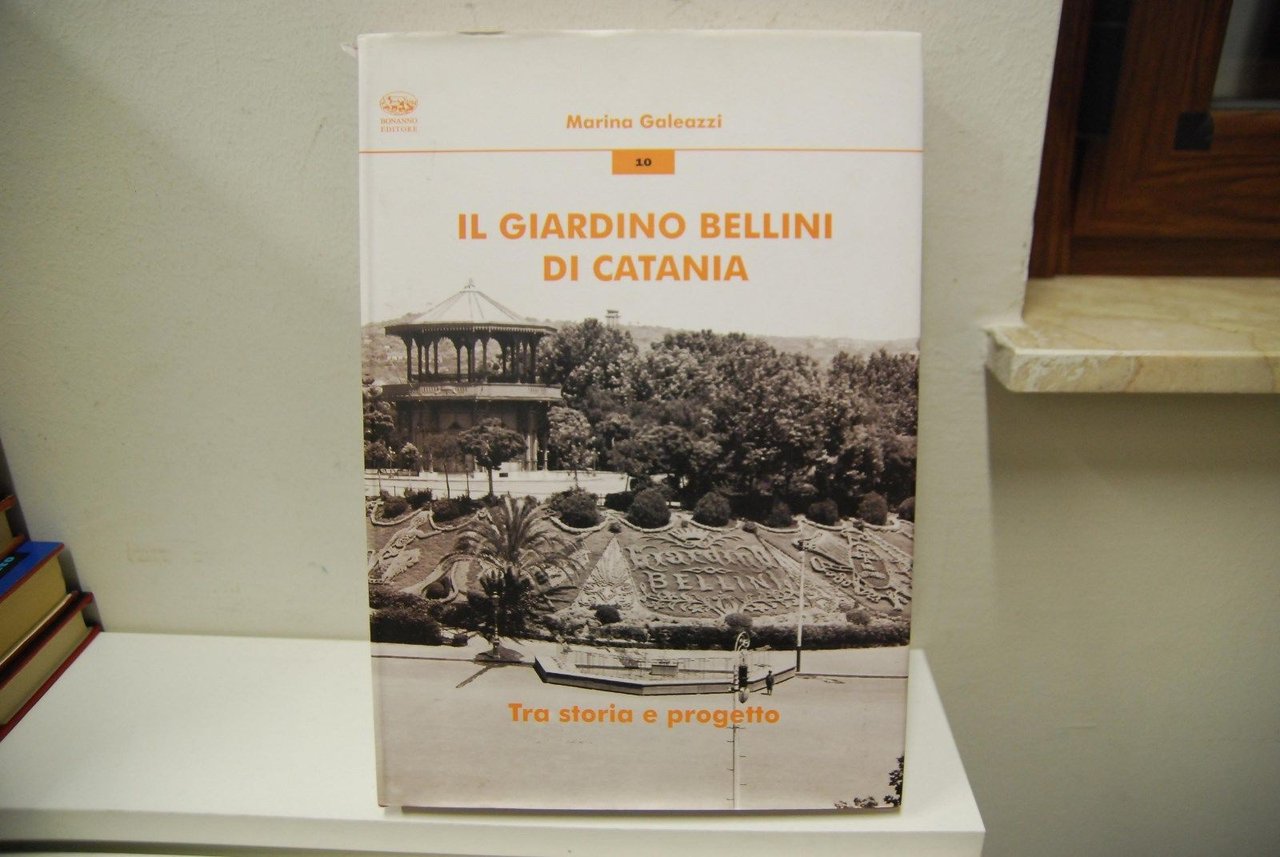 BONANNO
EDITORE
Marina Galeazzi
10
IL GIARDINO BELLINI
DI CATANIA
BELLINI
Tra storia e progetto